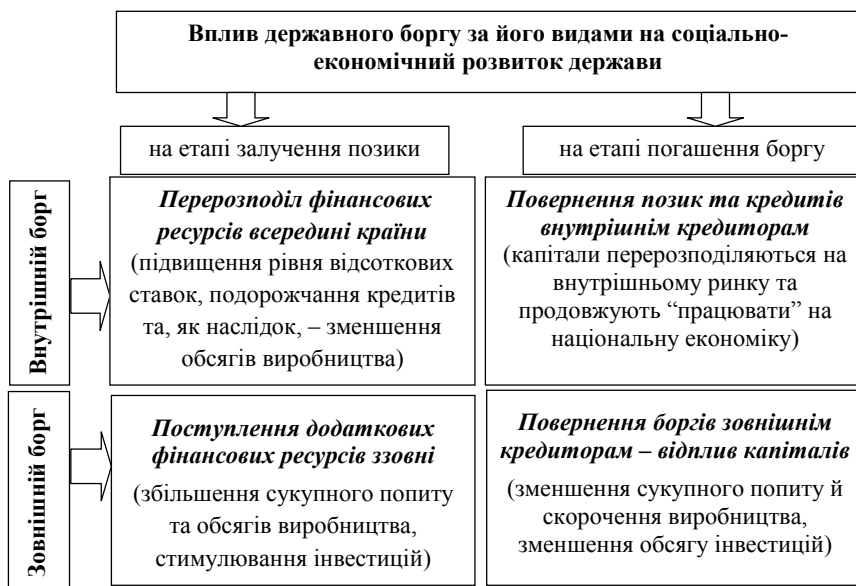 Вплив державного боргу за його видами на соціально-
економічний розвиток держави
на етапі залучення позики
на етапі погашення боргу
Внутрішній борг
Перерозподіл фінансових
ресурсів всередині країни
(підвищення рівня відсоткових
ставок, подорожчання кредитів
та, як наслідок, – зменшення
обсягів виробництва)
Повернення позик та кредитів
внутрішнім кредиторам
(капітали перерозподіляються на
внутрішньому ринку та
продовжують “працювати” на
національну економіку)
Зовнішній борг
Поступлення додаткових
фінансових ресурсів ззовні
(збільшення сукупного попиту
та обсягів виробництва,
стимулювання інвестицій)
Повернення боргів зовнішнім
кредиторам – відплив капіталів
(зменшення сукупного попиту й
скорочення виробництва,
зменшення обсягу інвестицій)